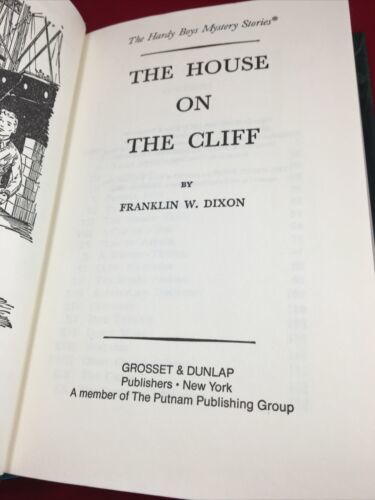 The Hardy Boys Mystery Stories®
THE HOUSE
ON
THE CLIFF
BY
FRANKLIN W. DIXON
GROSSET & DUNLAP
Publishers • New York
A member of The Putnam Publishing Group